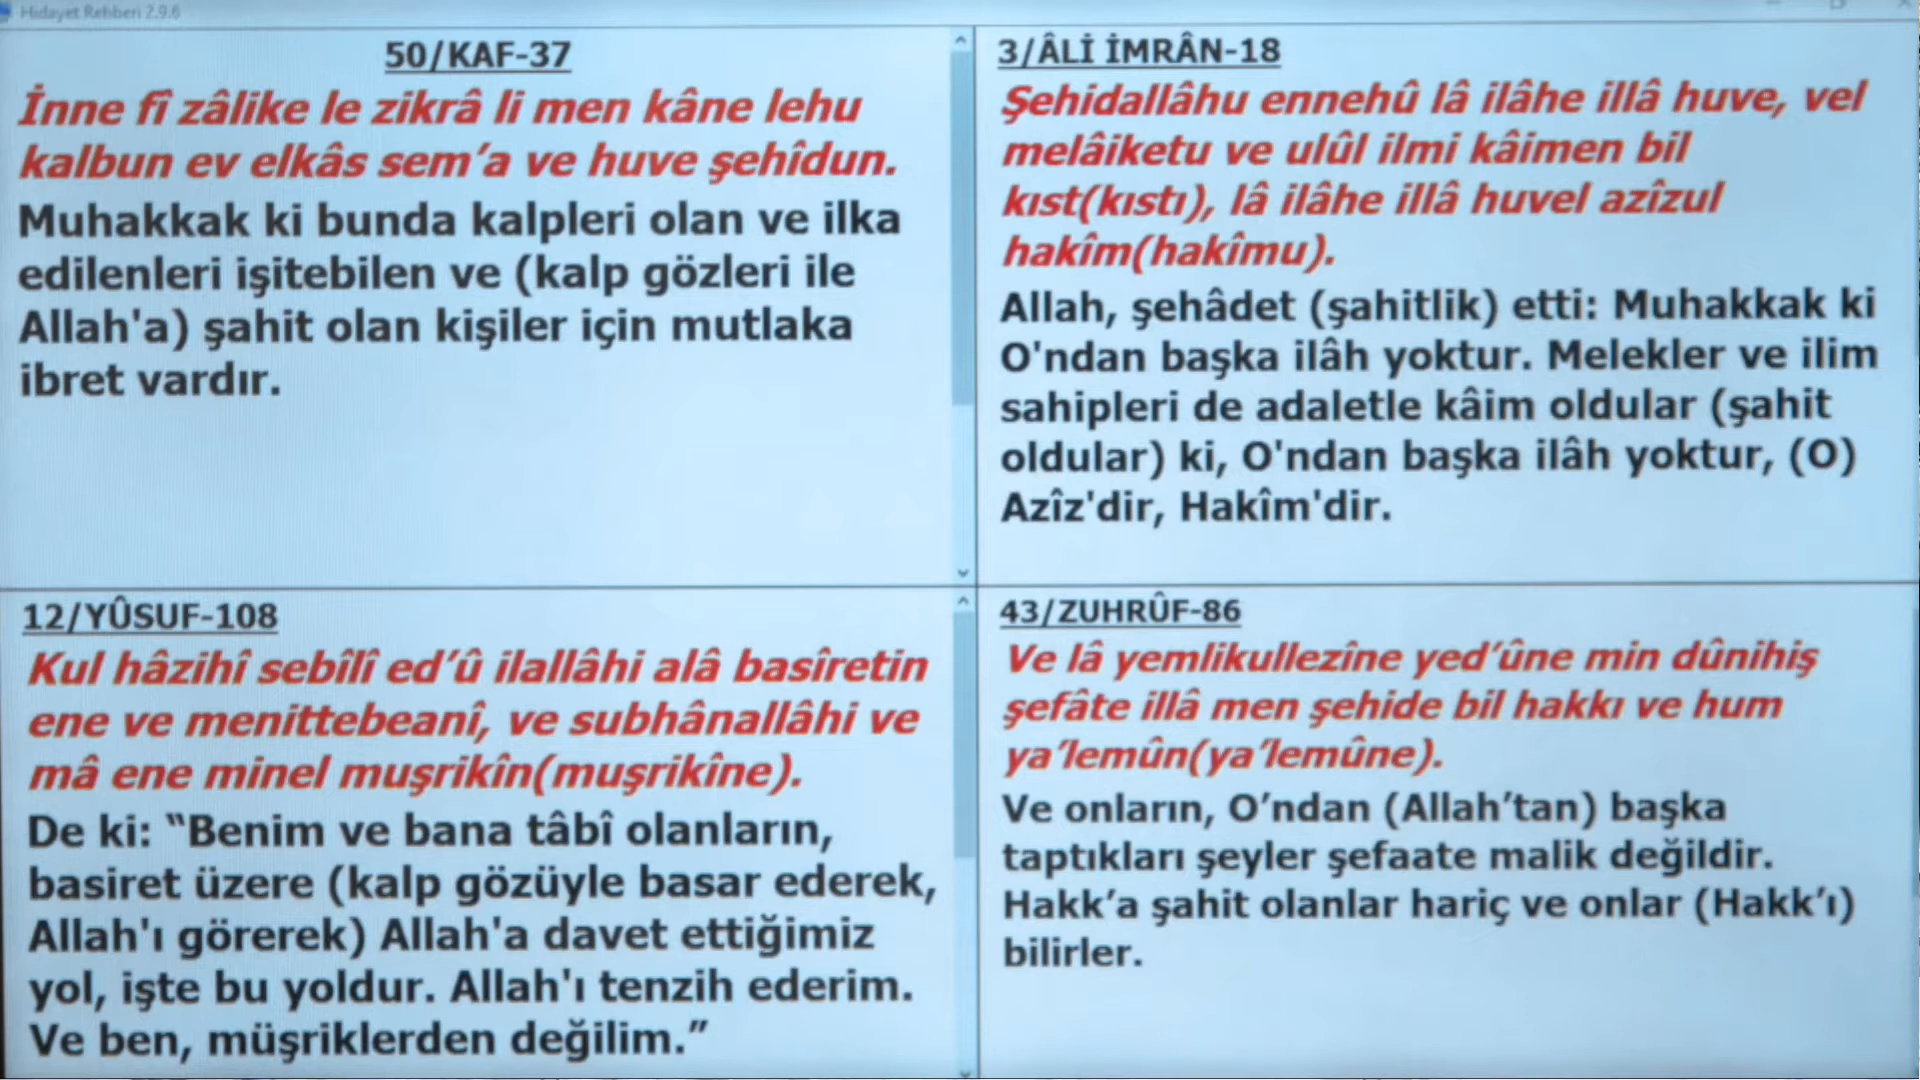 Hidayet Rehberi 2.9.6
50/KAF-37
İnne fî zâlike le zikrâ li men kâne lehu
kalbun ev elkâs sem’a ve huve şehîdun.
Muhakkak ki bunda kalpleri olan ve ilka
edilenleri işitebilen ve (kalp gözleri ile
Allah'a) şahit olan kişiler için mutlaka
ibret vardır.
3/ÂLİ İMRÂN-18
Şehidallâhu ennehû lâ ilâhe illâ huve, vel
melâiketu ve ulûl ilmi kâimen bil
kıst(kıstı), lâ ilâhe illâ huvel azîzul
hakîm(hakîmu).
Allah, şehâdet (şahitlik) etti: Muhakkak ki
O'ndan başka ilâh yoktur. Melekler ve ilim
sahipleri de adaletle kâim oldular (şahit
oldular) ki, O'ndan başka ilâh yoktur, (O)
Azîz'dir, Hakîm'dir.
12/YÛSUF-108
Kul hâzihî sebîlî ed’û ilallâhi alâ basîretin
ene ve menittebeanî, ve subhânallâhi ve
mâ ene minel muşrikîn(muşrikîne).
De ki: “Benim ve bana tâbî olanların,
basiret üzere (kalp gözüyle basar ederek,
Allah'ı görerek) Allah'a davet ettiğimiz
yol, işte bu yoldur. Allah'ı tenzih ederim.
Ve ben, müşriklerden değilim.”
43/ZUHRÛF-86
Ve lâ yemlikullezîne yed’ûne min dûnihiş
şefâte illâ men şehide bil hakkı ve hum
ya’lemûn(ya’lemûne).
Ve onların, O’ndan (Allah’tan) başka
taptıkları şeyler şefaate malik değildir.
Hakk’a şahit olanlar hariç ve onlar (Hakk’ı)
bilirler.